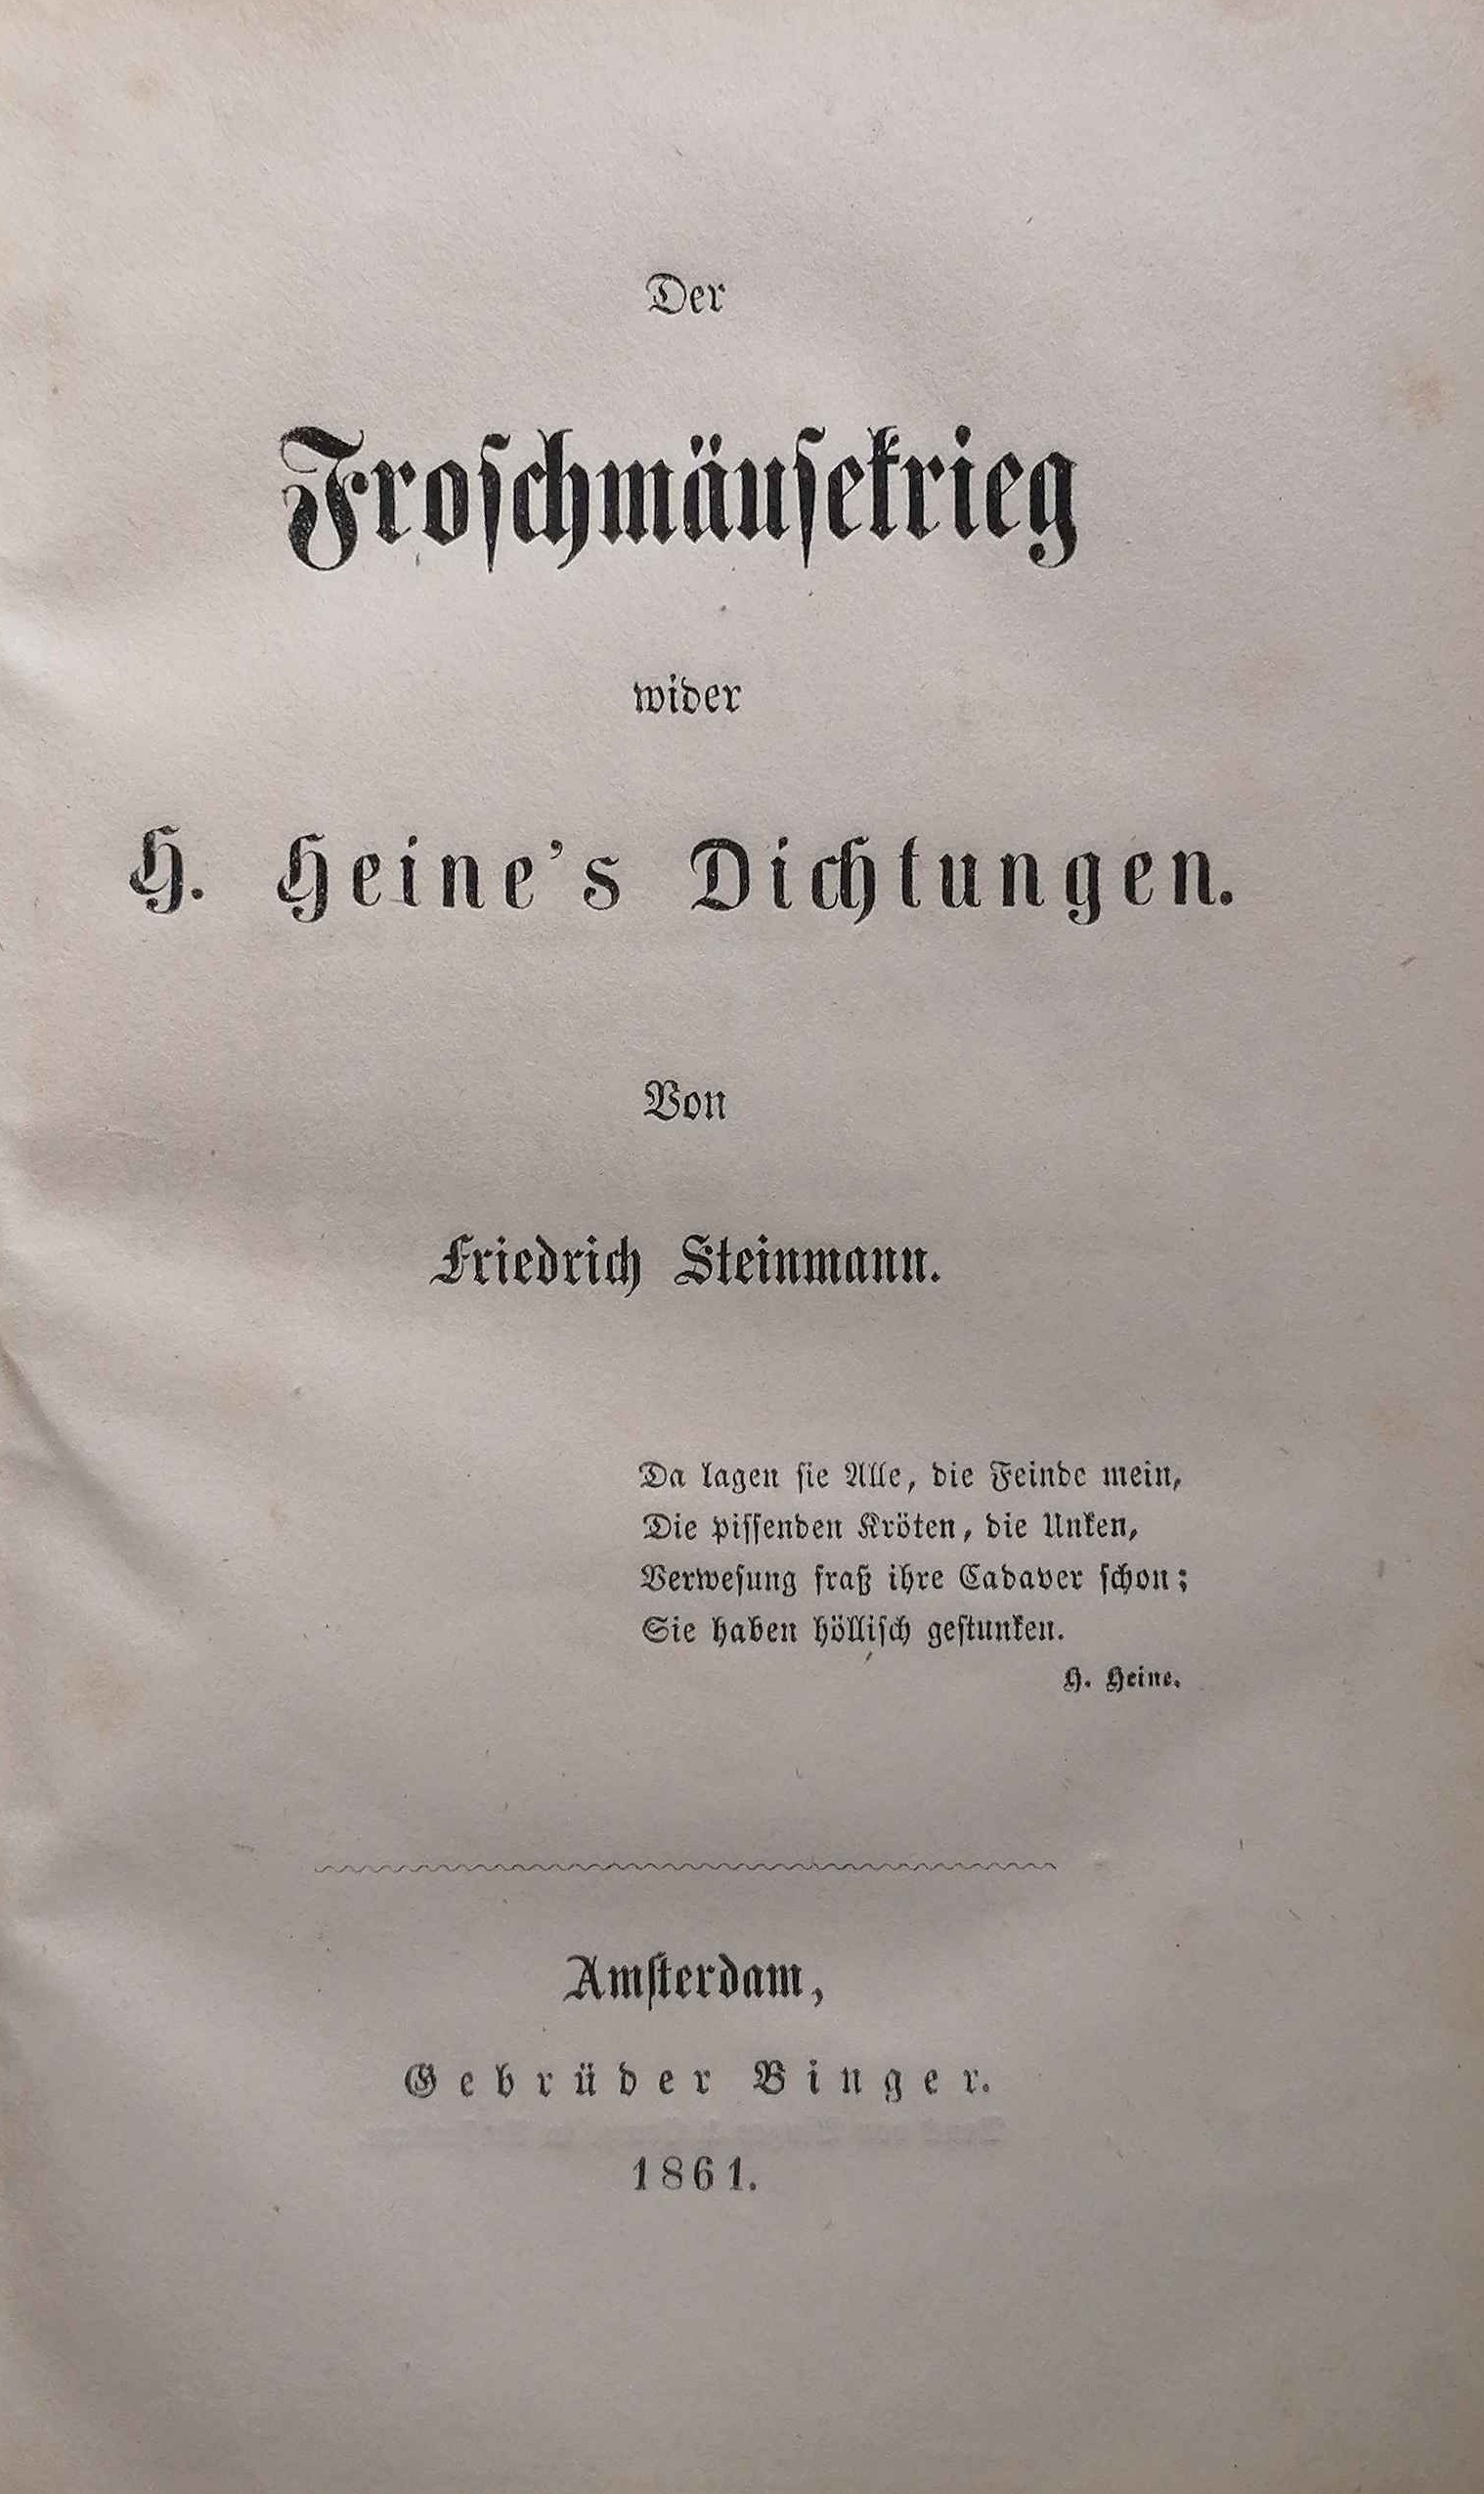 Der
Froschmäusekrieg
wider
H. Heine's Dichtungen.
Von
Friedrich Steinmann.
Da lagen sie Alle, die Feinde mein,
Die pissenden Kröten, die Unken,
Verwesung fraß ihre Cadaver schon;
Sie haben höllisch gestunken.
H. Heine.
Amsterdam,
Gebrüder Binger.
1861.